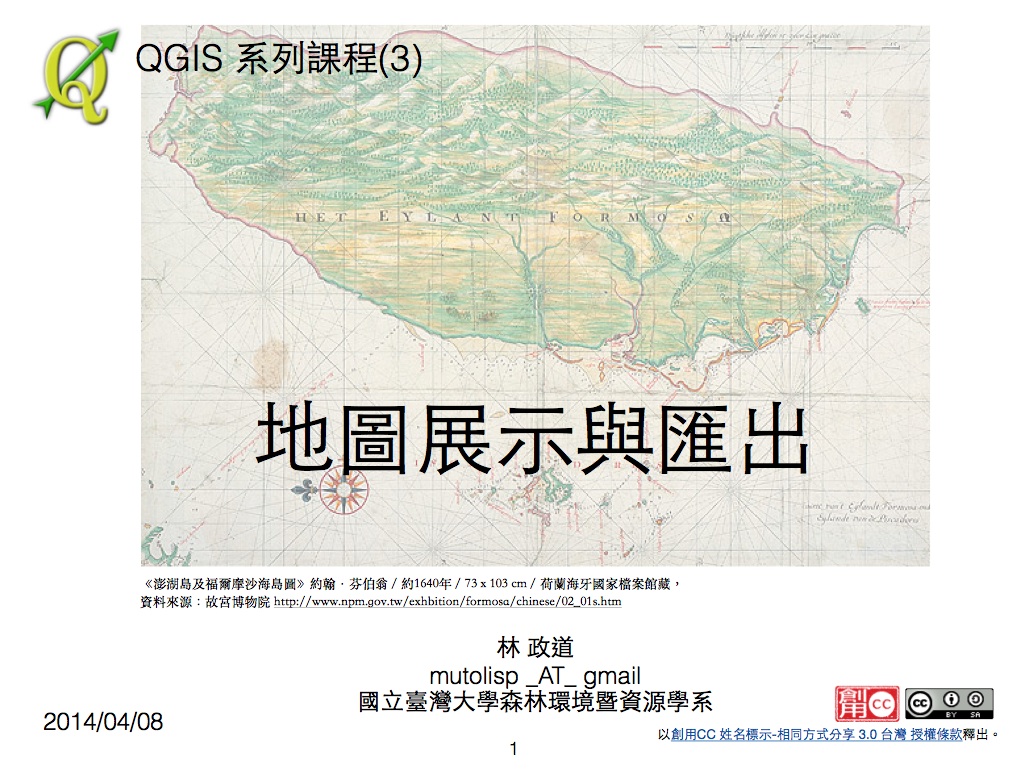 QGIS 系列課程(3)
HET EYLANT FORMOSA
地圖展示與匯出
《澎湖島及福爾摩沙海島圖》約翰．芬伯翁 / 約1640年 / 73 x 103 cm / 荷蘭海牙國家檔案館藏，
資料來源：故宮博物院 http://www.npm.gov.tw/exhbition/formosa/chinese/02_01s.htm
林 政道
mutolisp _AT_ gmail
國立臺灣大學森林環境暨資源學系
創用 CC
cc BY SA
2014/04/08
以創用CC 姓名標示-相同方式分享 3.0 台灣 授權條款釋出。
1